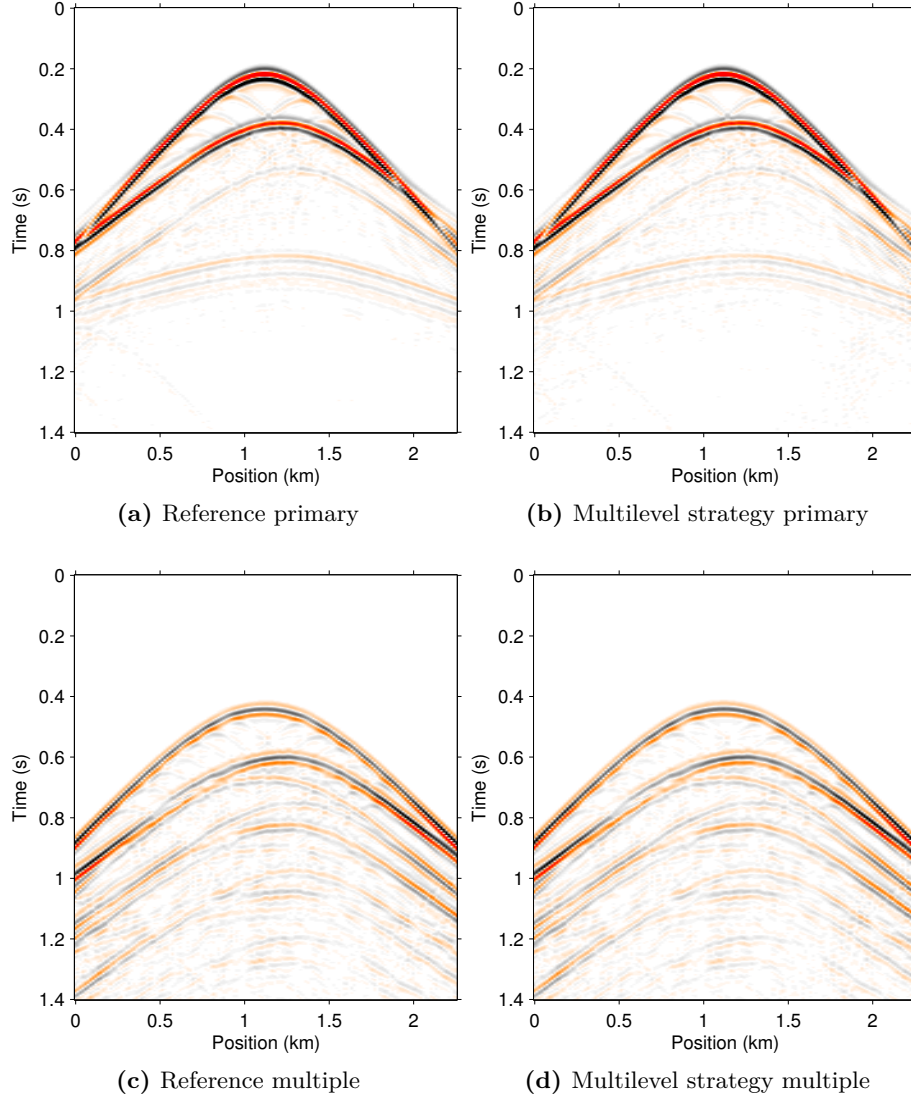 0
0.2
0.4
0.6
0.8
1
1.2
1.4
Time (s)
0 0.5 1 1.5 2
Position (km)
(a) Reference primary
0
0.2
0.4
0.6
0.8
1
1.2
1.4
Time (s)
0 0.5 1 1.5 2
Position (km)
(b) Multilevel strategy primary
0
0.2
0.4
0.6
0.8
1
1.2
1.4
Time (s)
0 0.5 1 1.5 2
Position (km)
(c) Reference multiple
0
0.2
0.4
0.6
0.8
1
1.2
1.4
Time (s)
0 0.5 1 1.5 2
Position (km)
(d) Multilevel strategy multiple